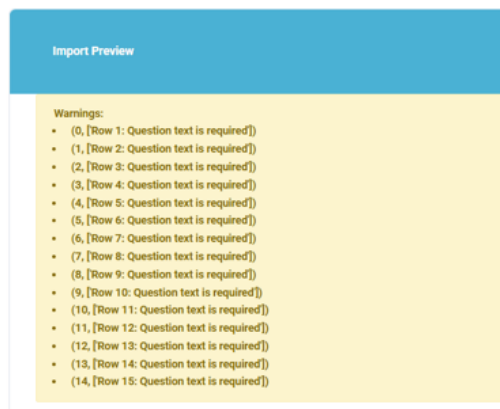 Import Preview
Warnings:
• (0, ['Row 1: Question text is required'])
• (1, ['Row 2: Question text is required'])
• (2, ['Row 3: Question text is required'])
• (3, ['Row 4: Question text is required'])
• (4, ['Row 5: Question text is required'])
• (5, ['Row 6: Question text is required'])
• (6, ['Row 7: Question text is required'])
• (7, ['Row 8: Question text is required'])
• (8, ['Row 9: Question text is required'])
• (9, ['Row 10: Question text is required'])
• (10, ['Row 11: Question text is required'])
• (11, ['Row 12: Question text is required'])
• (12, ['Row 13: Question text is required'])
• (13, ['Row 14: Question text is required'])
• (14, ['Row 15: Question text is required'])